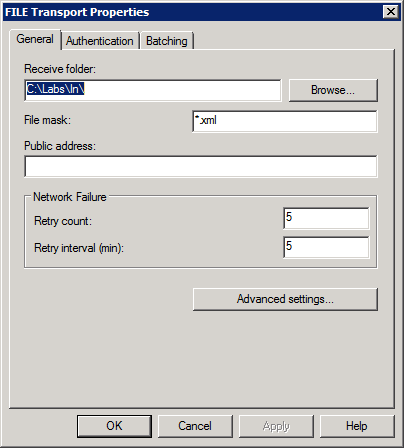 FILE Transport Properties
General Authentication Batching
Receive folder:
C:\Labs\In\ Browse...
File mask: *.xml
Public address:
Network Failure
Retry count: 5
Retry interval (min): 5
Advanced settings...
OK Cancel Apply Help